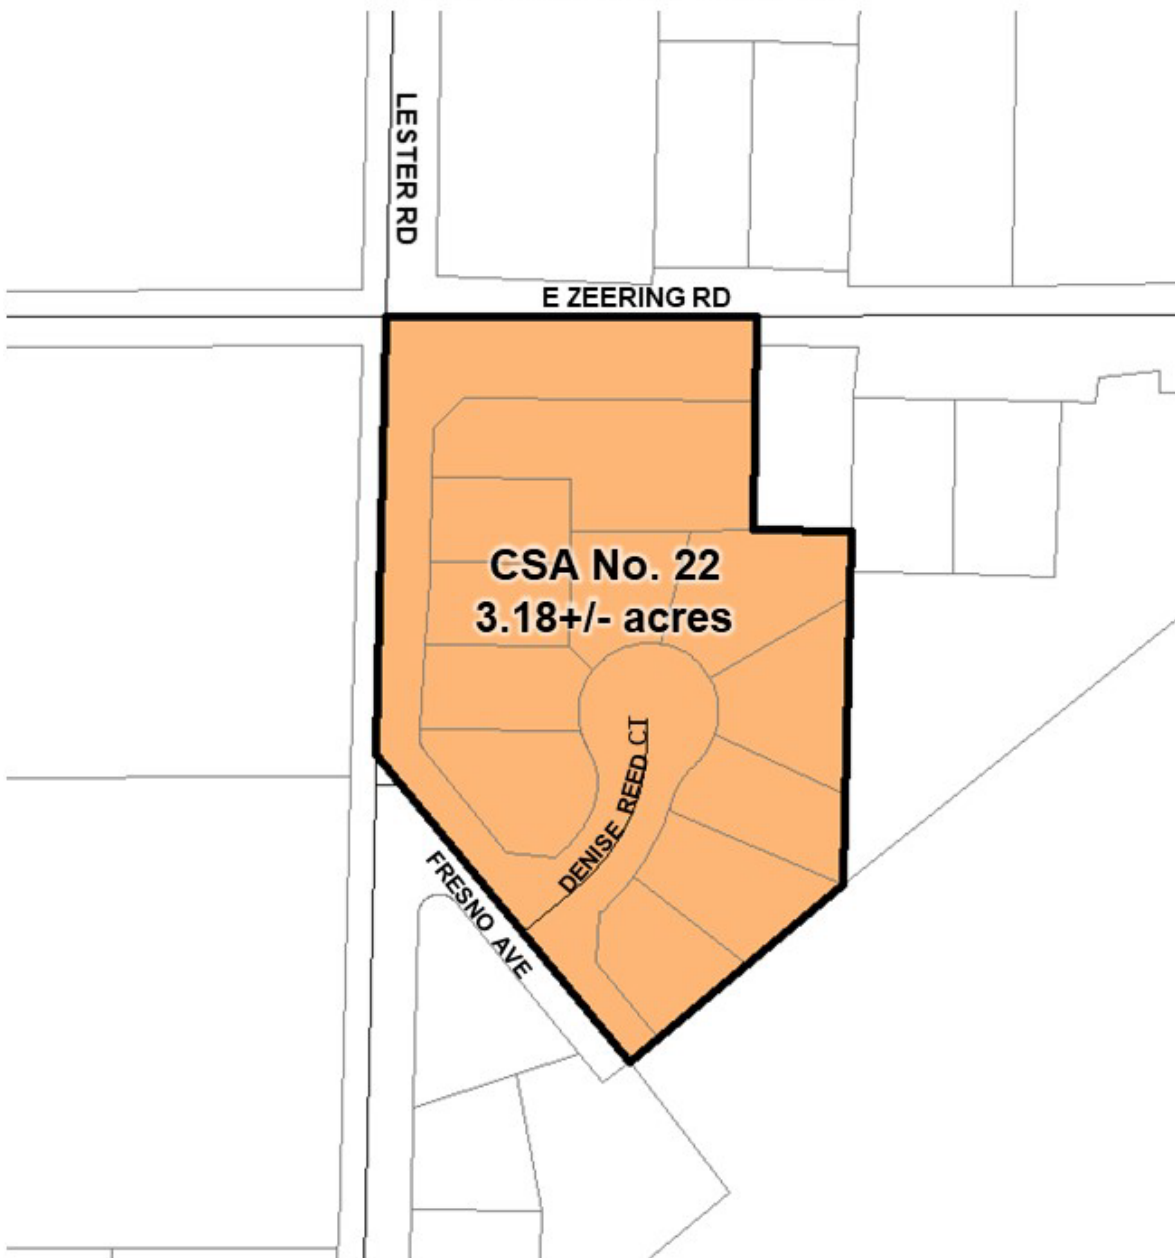 LESTER RD
E ZEERING RD
CSA No. 22
3.18+/- acres
DENISE REED CT
FRESNO AVE